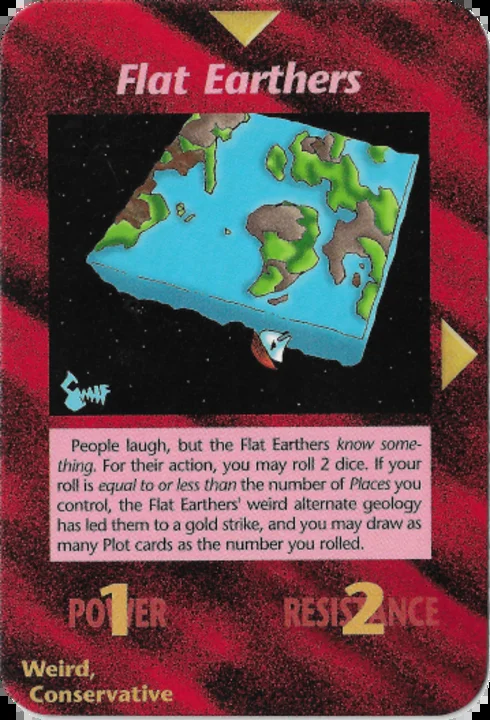 Flat Earthers
People laugh, but the Flat Earthers know some-
thing. For their action, you may roll 2 dice. If your
roll is equal to or less than the number of Places you
control, the Flat Earthers' weird alternate geology
has led them to a gold strike, and you may draw as
many Plot cards as the number you rolled.
POWER 1 RESISTANCE 2
Weird,
Conservative